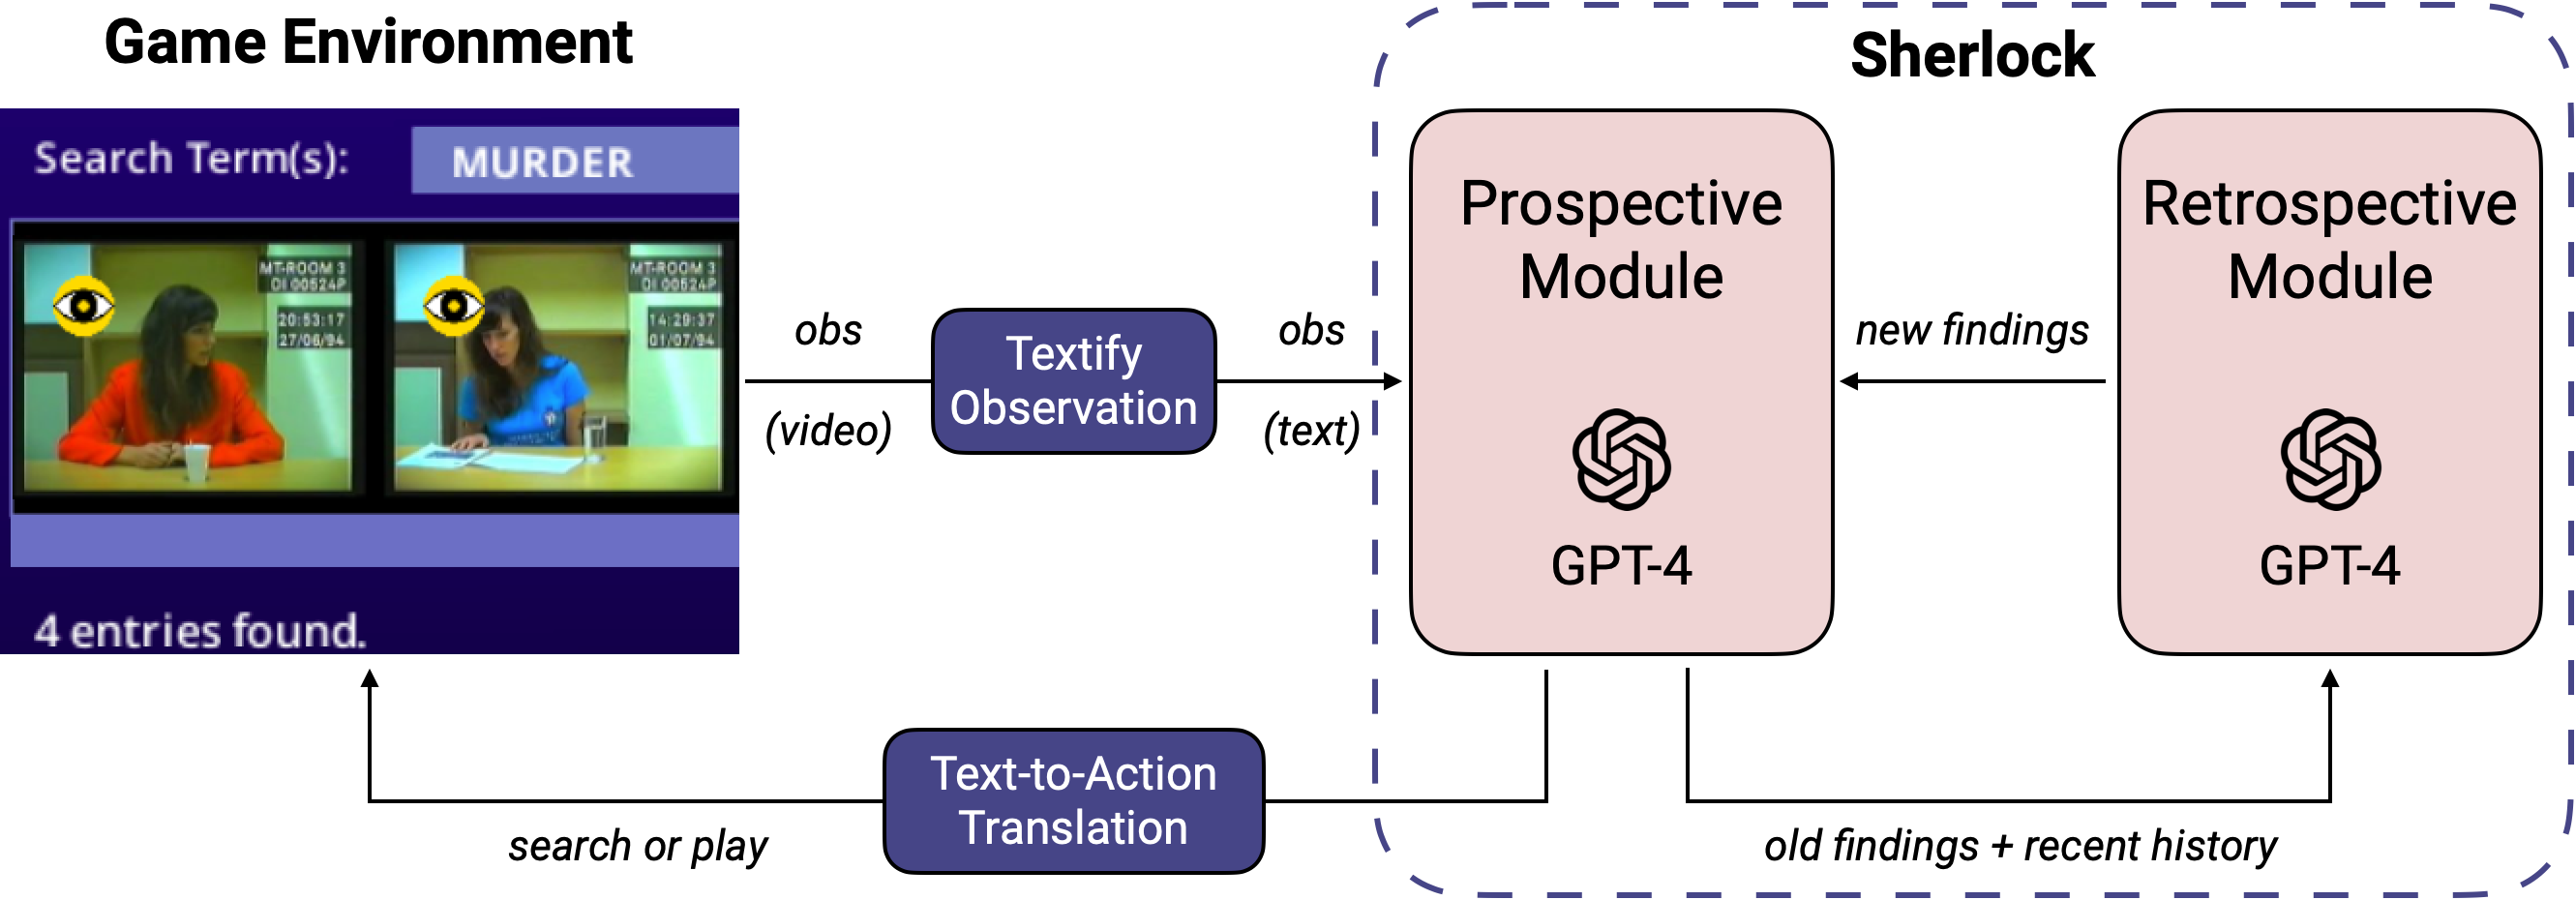 Game Environment
Search Term(s):
MURDER
MT-ROOM 3
DI 00524P
20:53:17
27/06/94
MT-ROOM 3
DI 00524P
14:29:37
01/07/94
4 entries found.
obs
(video)
Textify
Observation
obs
(text)
Sherlock
Prospective
Module
GPT-4
new findings
Retrospective
Module
GPT-4
search or play
Text-to-Action
Translation
old findings + recent history